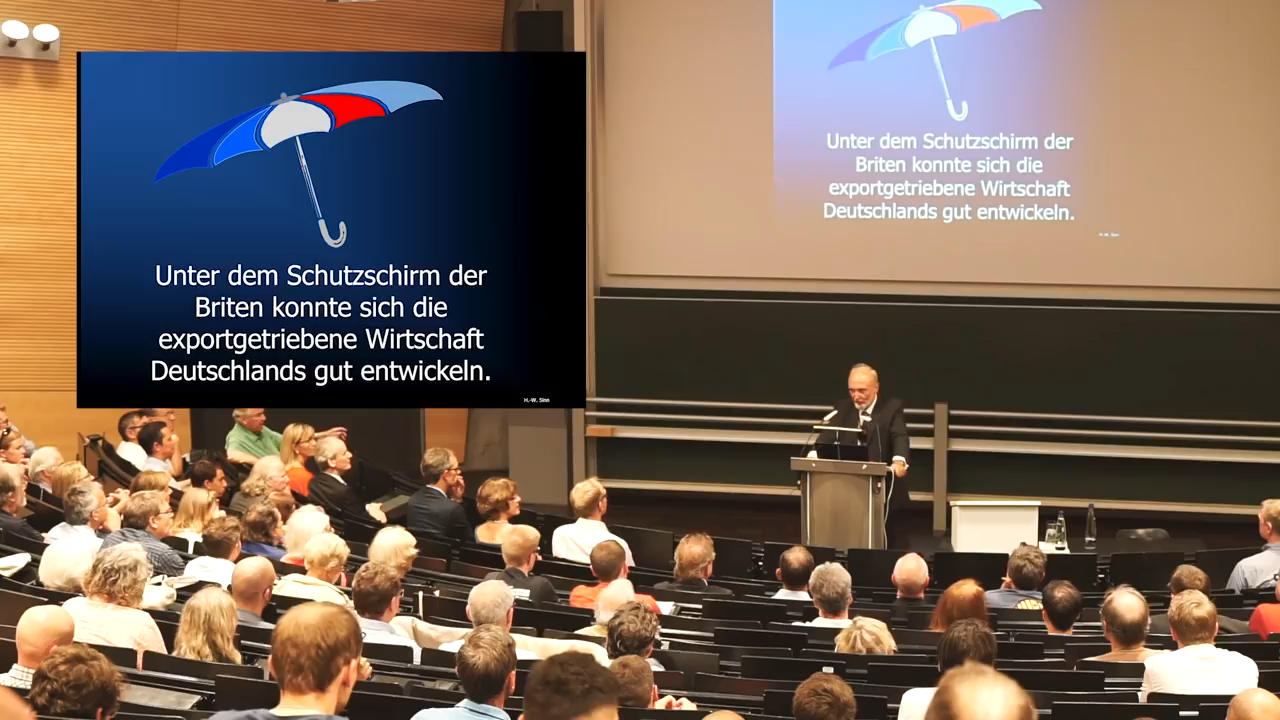 Unter dem Schutzschirm der
Briten konnte sich die
exportgetriebene Wirtschaft
Deutschlands gut entwickeln.
H.-W. Sinn
Unter dem Schutzschirm der
Briten konnte sich die
exportgetriebene Wirtschaft
Deutschlands gut entwickeln.
H.-W. Sinn